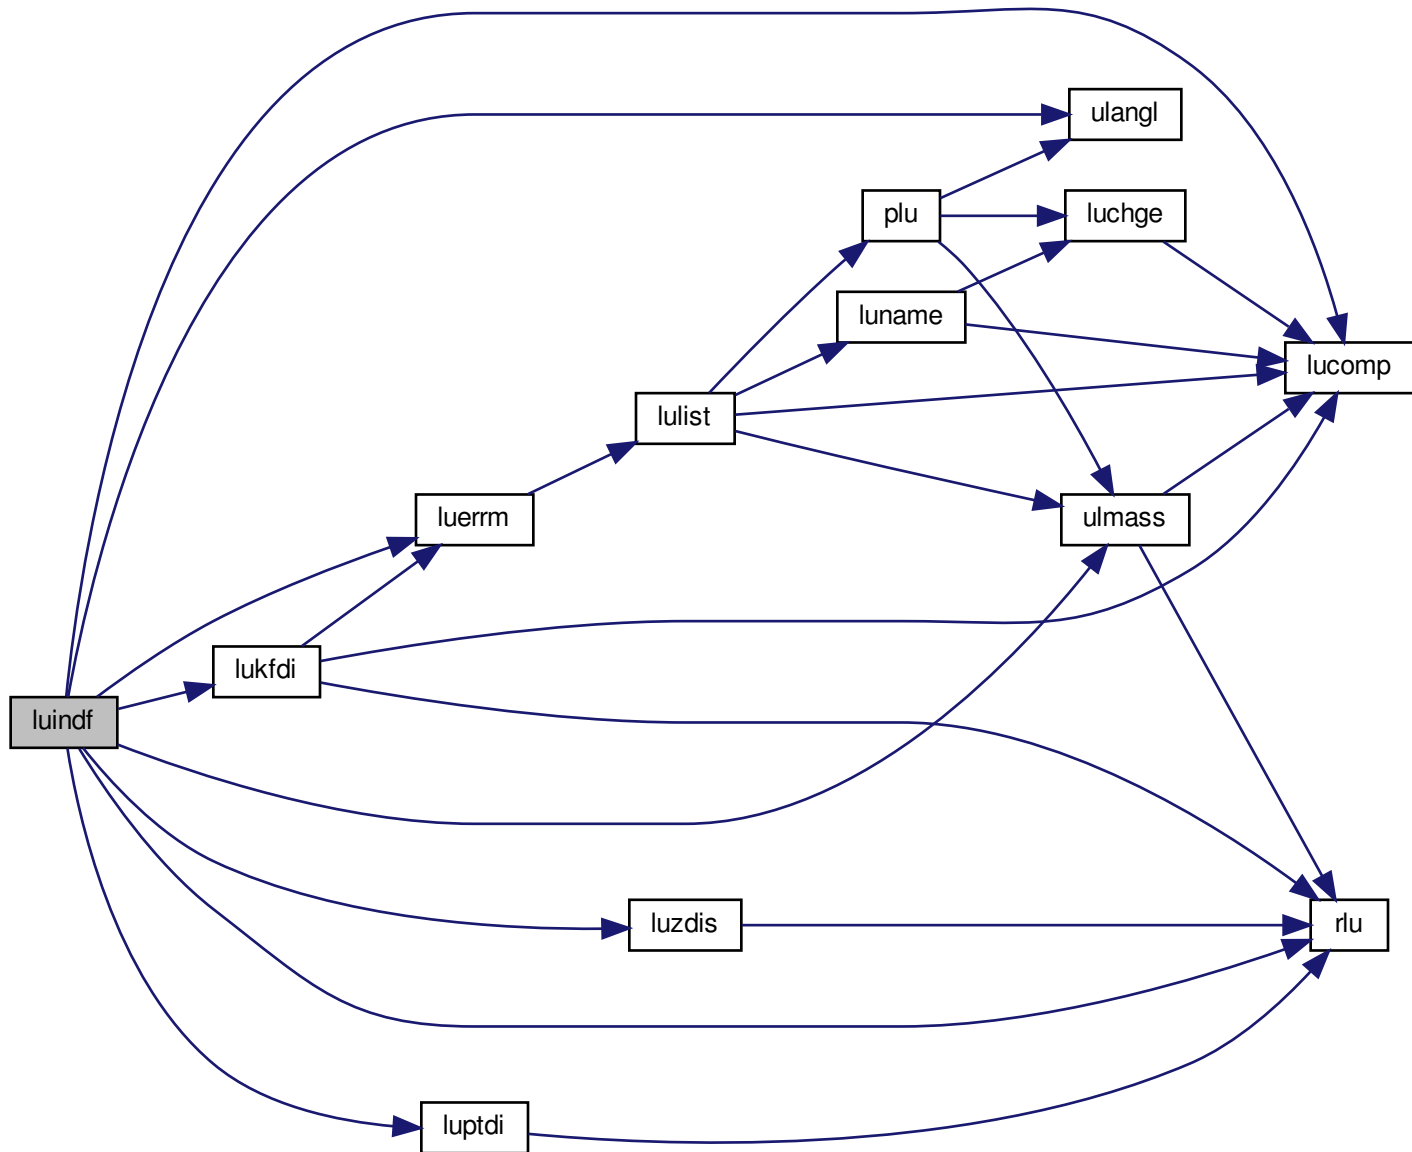 ulangl
plu
luchge
luname
lucomp
lulist
luerrm
ulmass
lukfdi
luindf
luzdis
rlu
luptdi